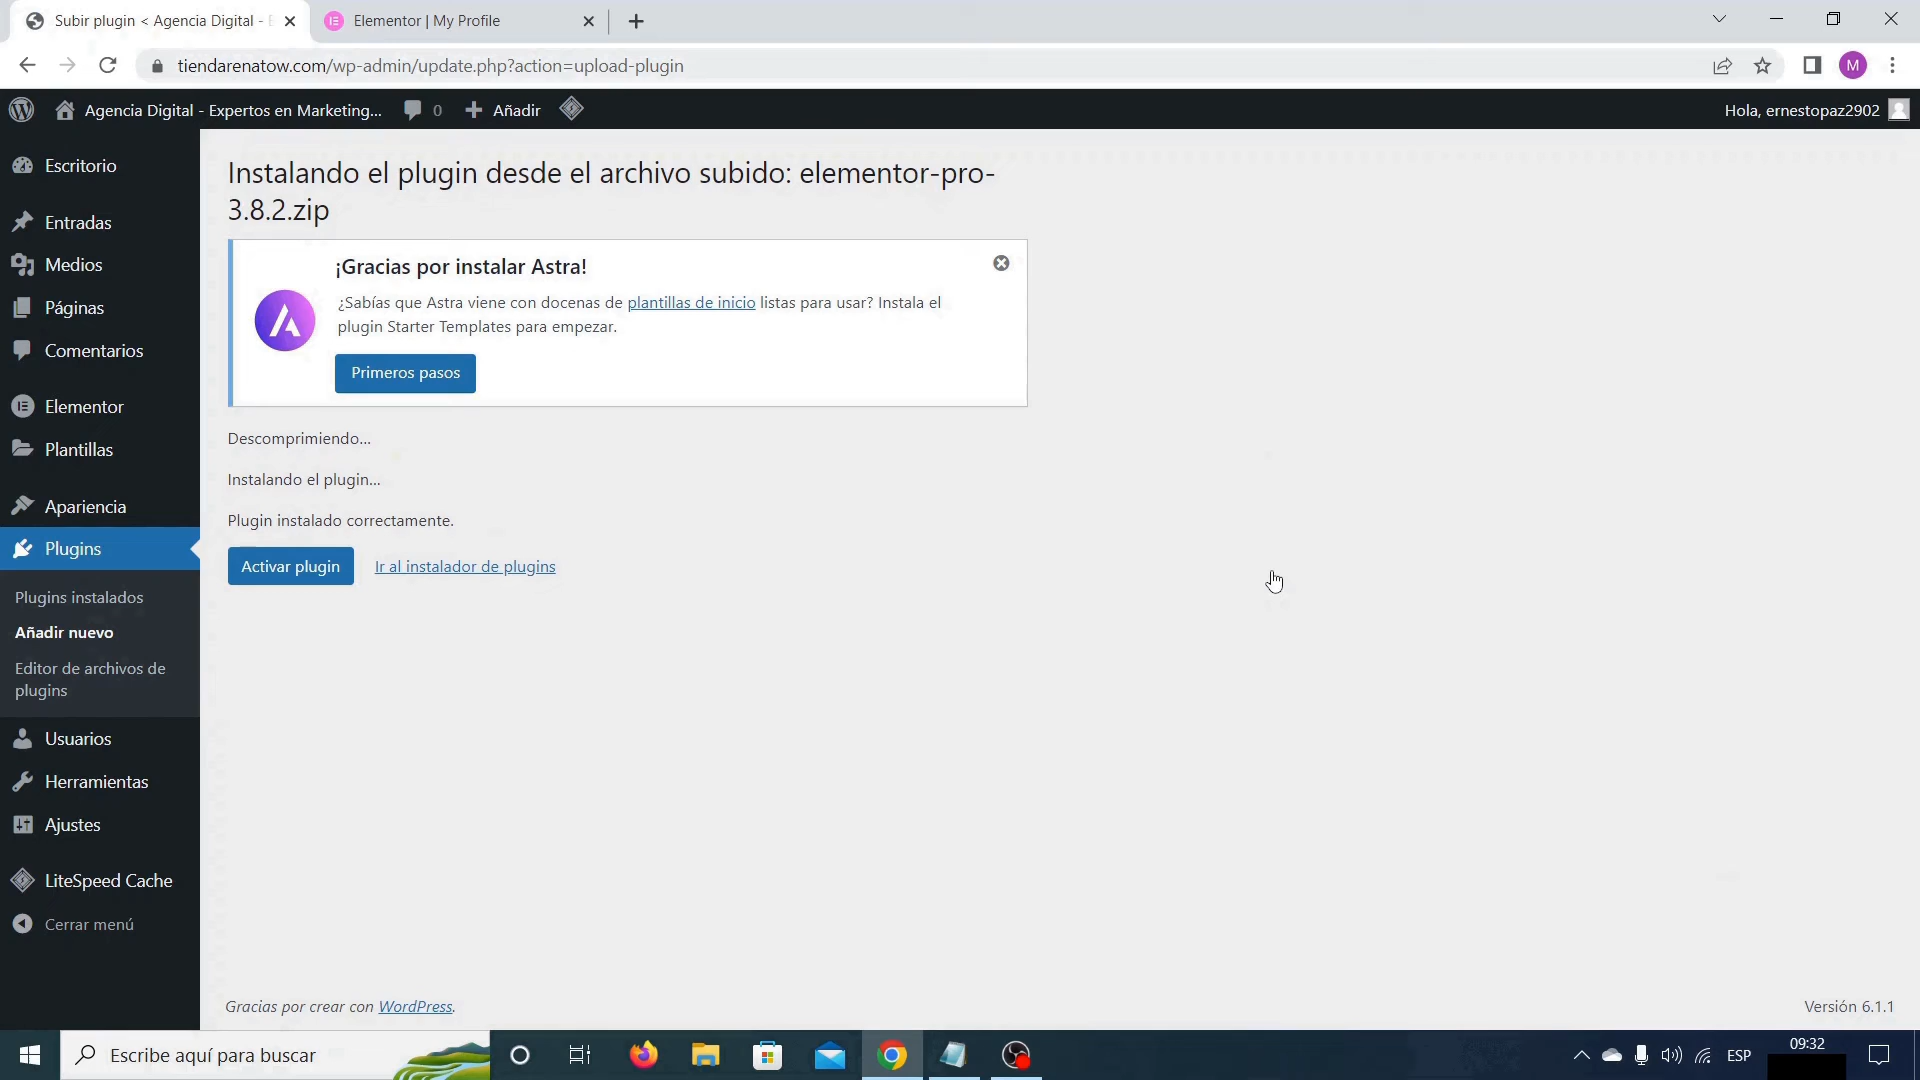 Subir plugin < Agencia Digital -
Elementor | My Profile
tiendarenatow.com/wp-admin/update.php?action=upload-plugin
M
Agencia Digital - Expertos en Marketing...
0
Añadir
Hola, ernestopaz2902
Escritorio
Entradas
Medios
Páginas
Comentarios
Elementor
Plantillas
Apariencia
Plugins
Plugins instalados
Añadir nuevo
Editor de archivos de
plugins
Usuarios
Herramientas
Ajustes
LiteSpeed Cache
Cerrar menú
Instalando el plugin desde el archivo subido: elementor-pro-
3.8.2.zip
¡Gracias por instalar Astra!
¿Sabías que Astra viene con docenas de plantillas de inicio listas para usar? Instala el
plugin Starter Templates para empezar.
Primeros pasos
Descomprimiendo...
Instalando el plugin...
Plugin instalado correctamente.
Activar plugin
Ir al instalador de plugins
Gracias por crear con WordPress.
Versión 6.1.1
Escribe aquí para buscar
ESP
09:32